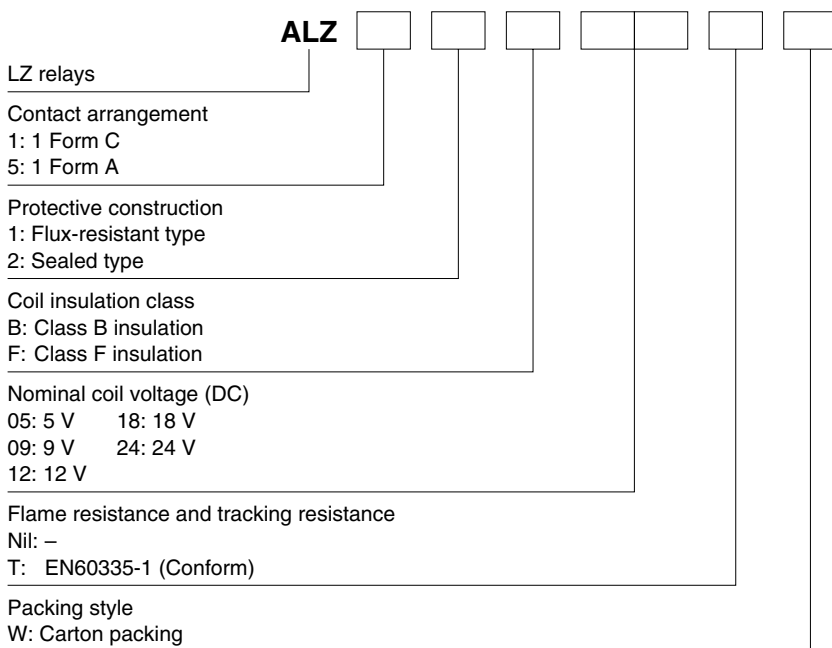 ALZ
LZ relays
Contact arrangement
1: 1 Form C
5: 1 Form A
Protective construction
1: Flux-resistant type
2: Sealed type
Coil insulation class
B: Class B insulation
F: Class F insulation
Nominal coil voltage (DC)
05: 5 V 18: 18 V
09: 9 V 24: 24 V
12: 12 V
Flame resistance and tracking resistance
Nil: –
T: EN60335-1 (Conform)
Packing style
W: Carton packing